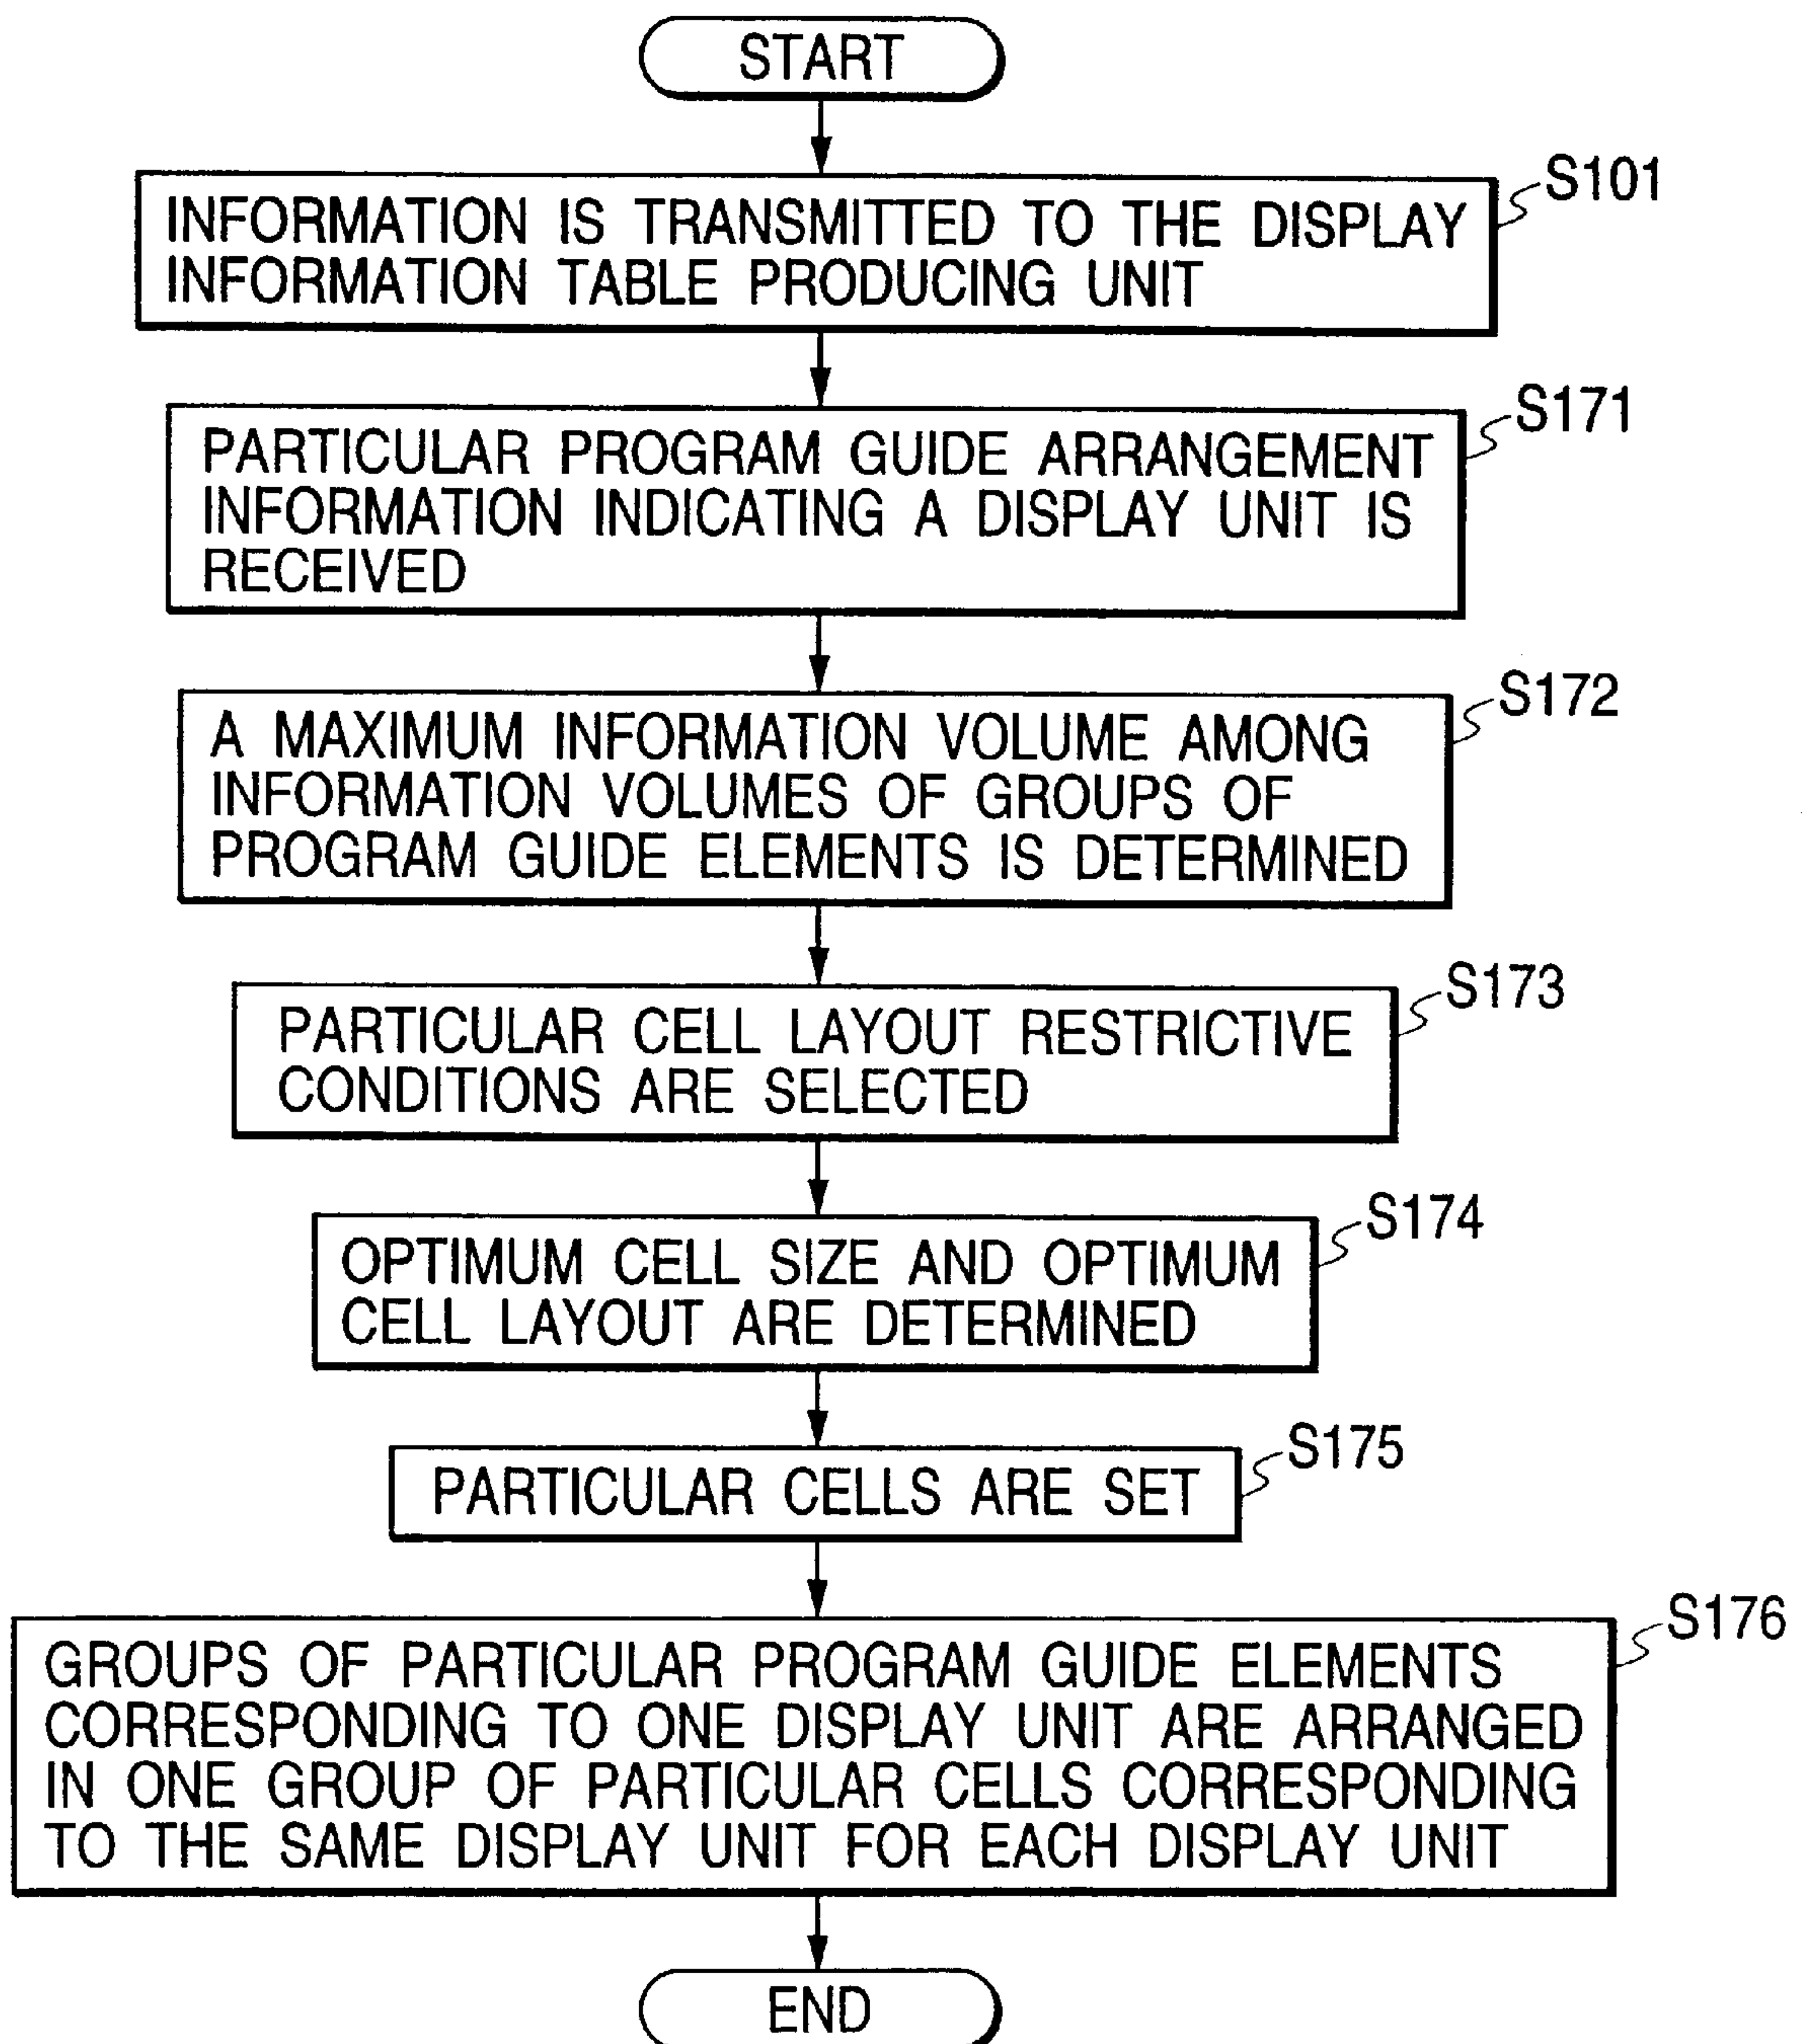 START
S101
INFORMATION IS TRANSMITTED TO THE DISPLAY
INFORMATION TABLE PRODUCING UNIT
S171
PARTICULAR PROGRAM GUIDE ARRANGEMENT
INFORMATION INDICATING A DISPLAY UNIT IS
RECEIVED
S172
A MAXIMUM INFORMATION VOLUME AMONG
INFORMATION VOLUMES OF GROUPS OF
PROGRAM GUIDE ELEMENTS IS DETERMINED
S173
PARTICULAR CELL LAYOUT RESTRICTIVE
CONDITIONS ARE SELECTED
S174
OPTIMUM CELL SIZE AND OPTIMUM
CELL LAYOUT ARE DETERMINED
S175
PARTICULAR CELLS ARE SET
S176
GROUPS OF PARTICULAR PROGRAM GUIDE ELEMENTS
CORRESPONDING TO ONE DISPLAY UNIT ARE ARRANGED
IN ONE GROUP OF PARTICULAR CELLS CORRESPONDING
TO THE SAME DISPLAY UNIT FOR EACH DISPLAY UNIT
END